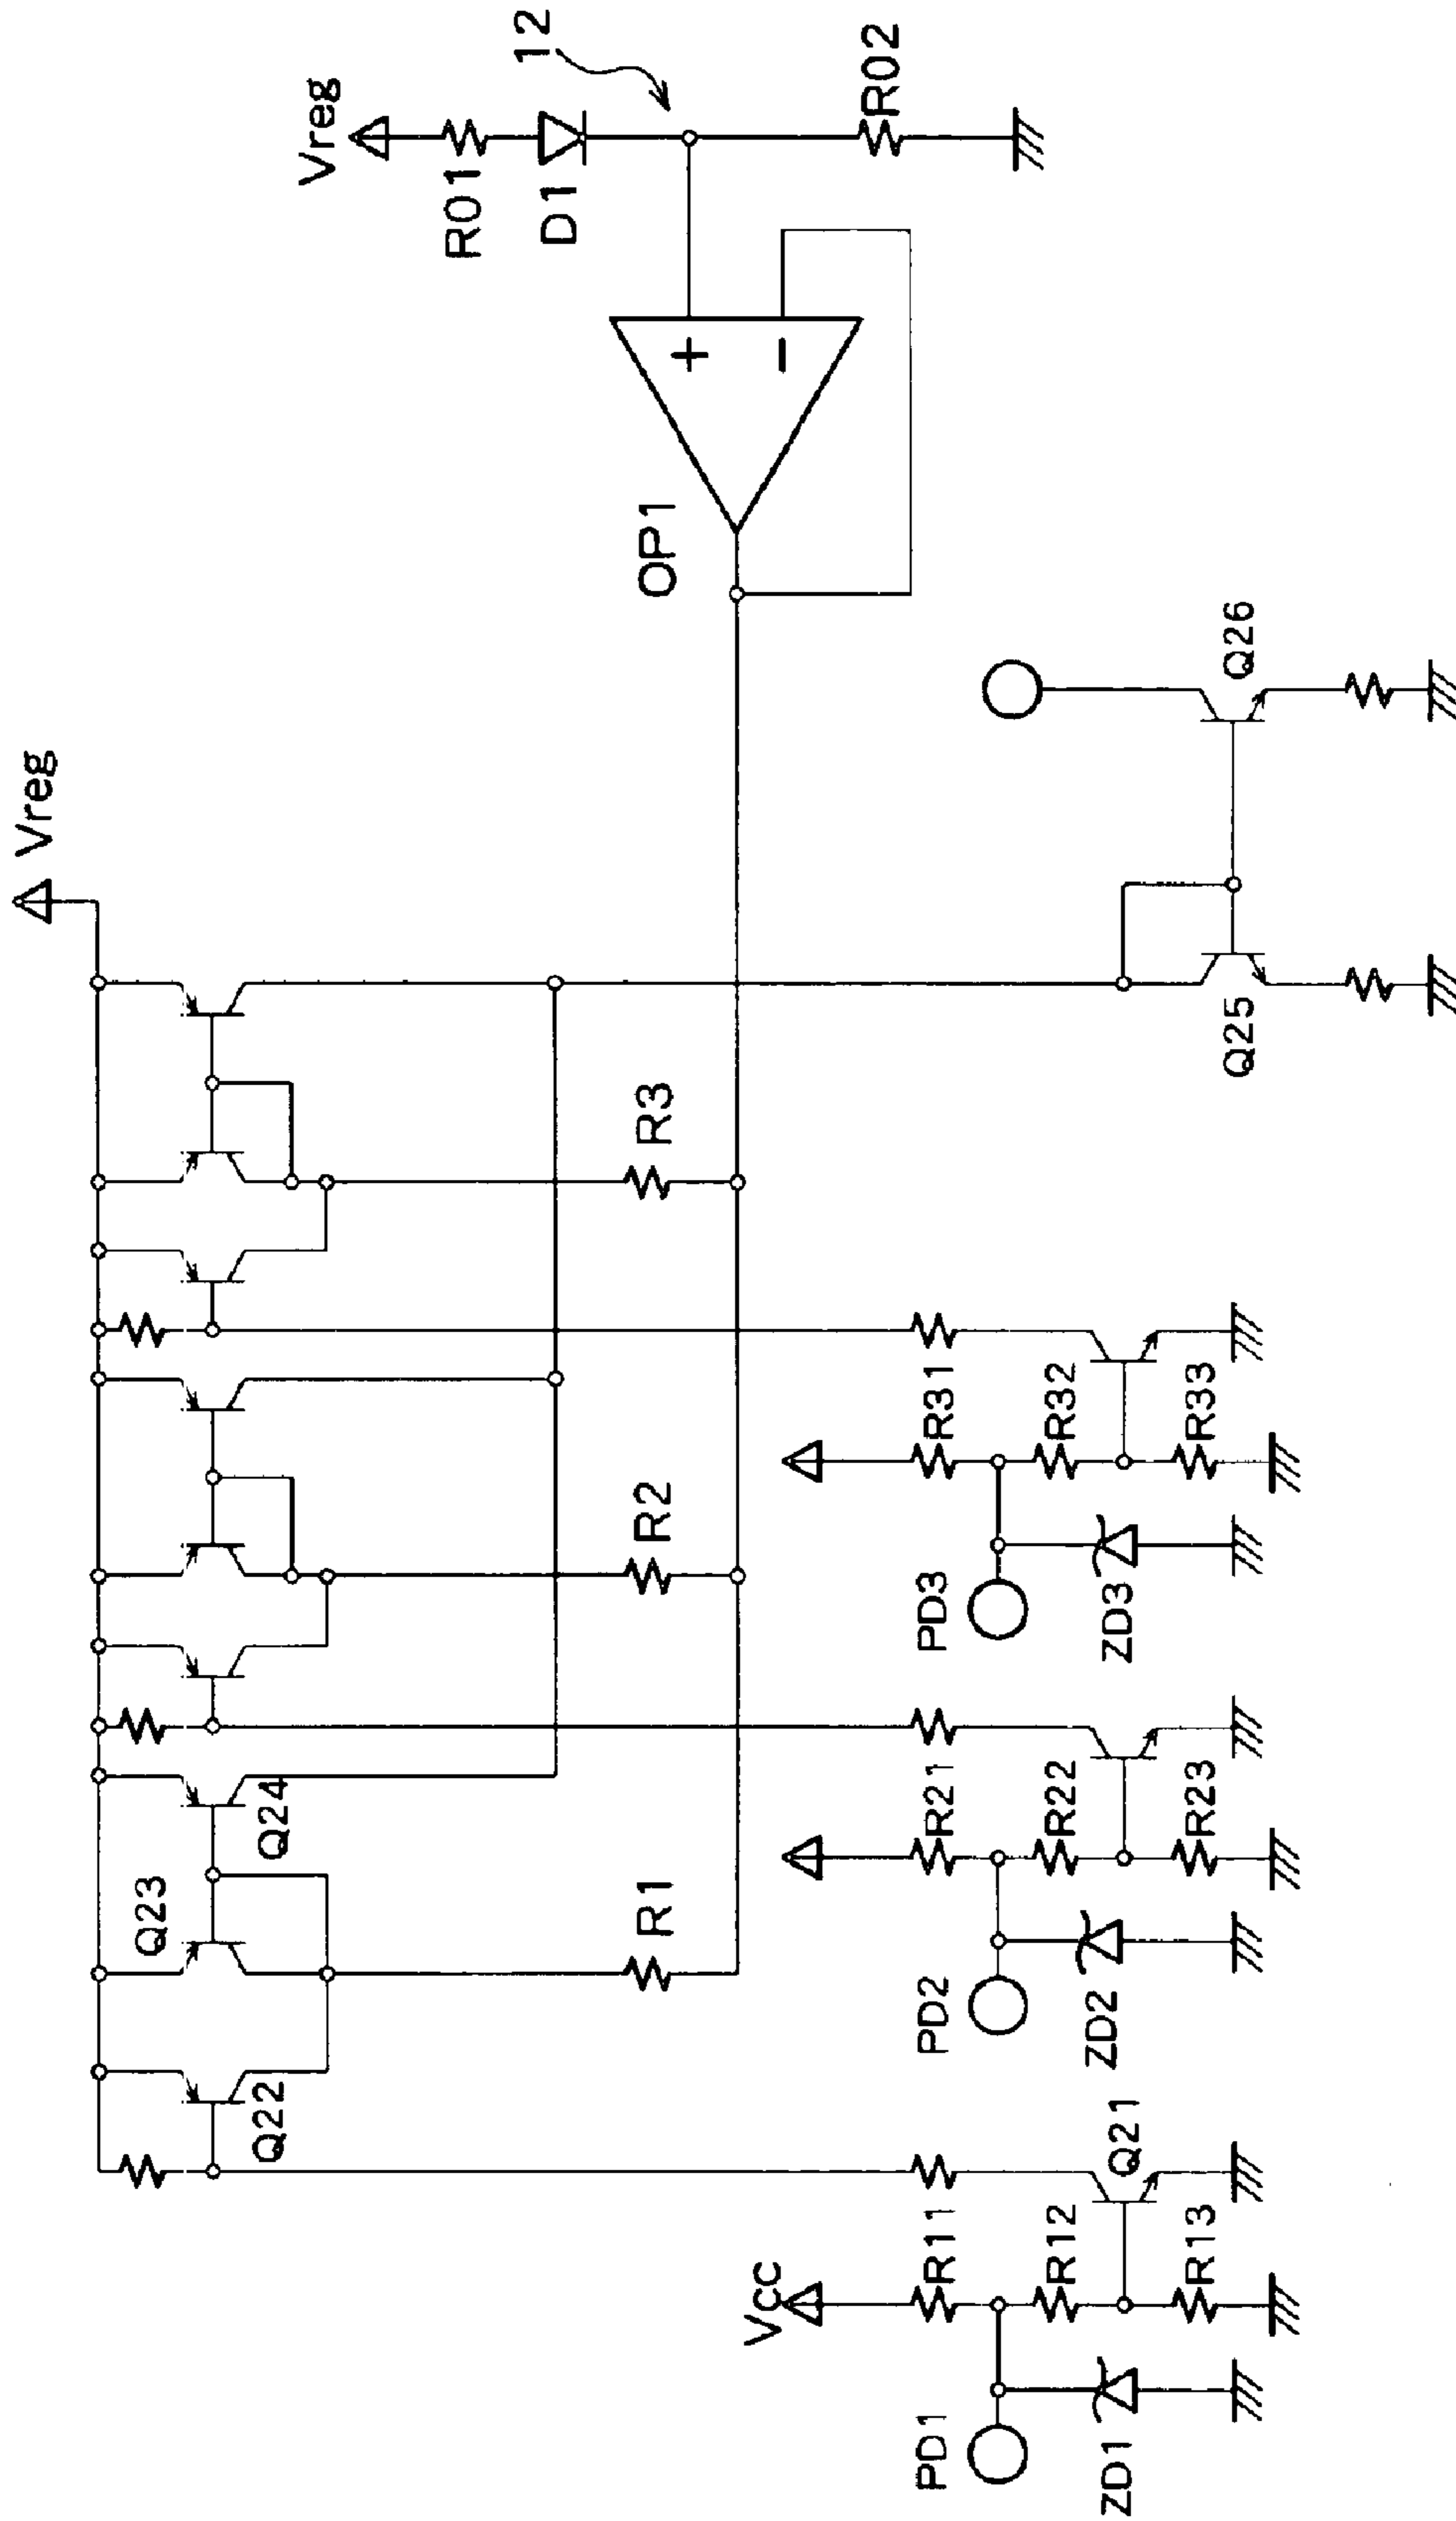 Vreg
Vreg
R01
D1
12
R02
OP1
Q23
Q24
Q22
R1
R2
R3
Q25
Q26
Vcc
R11
R12
R13
Q21
PD1
ZD1
R21
R22
R23
PD2
ZD2
R31
R32
R33
PD3
ZD3
+
-